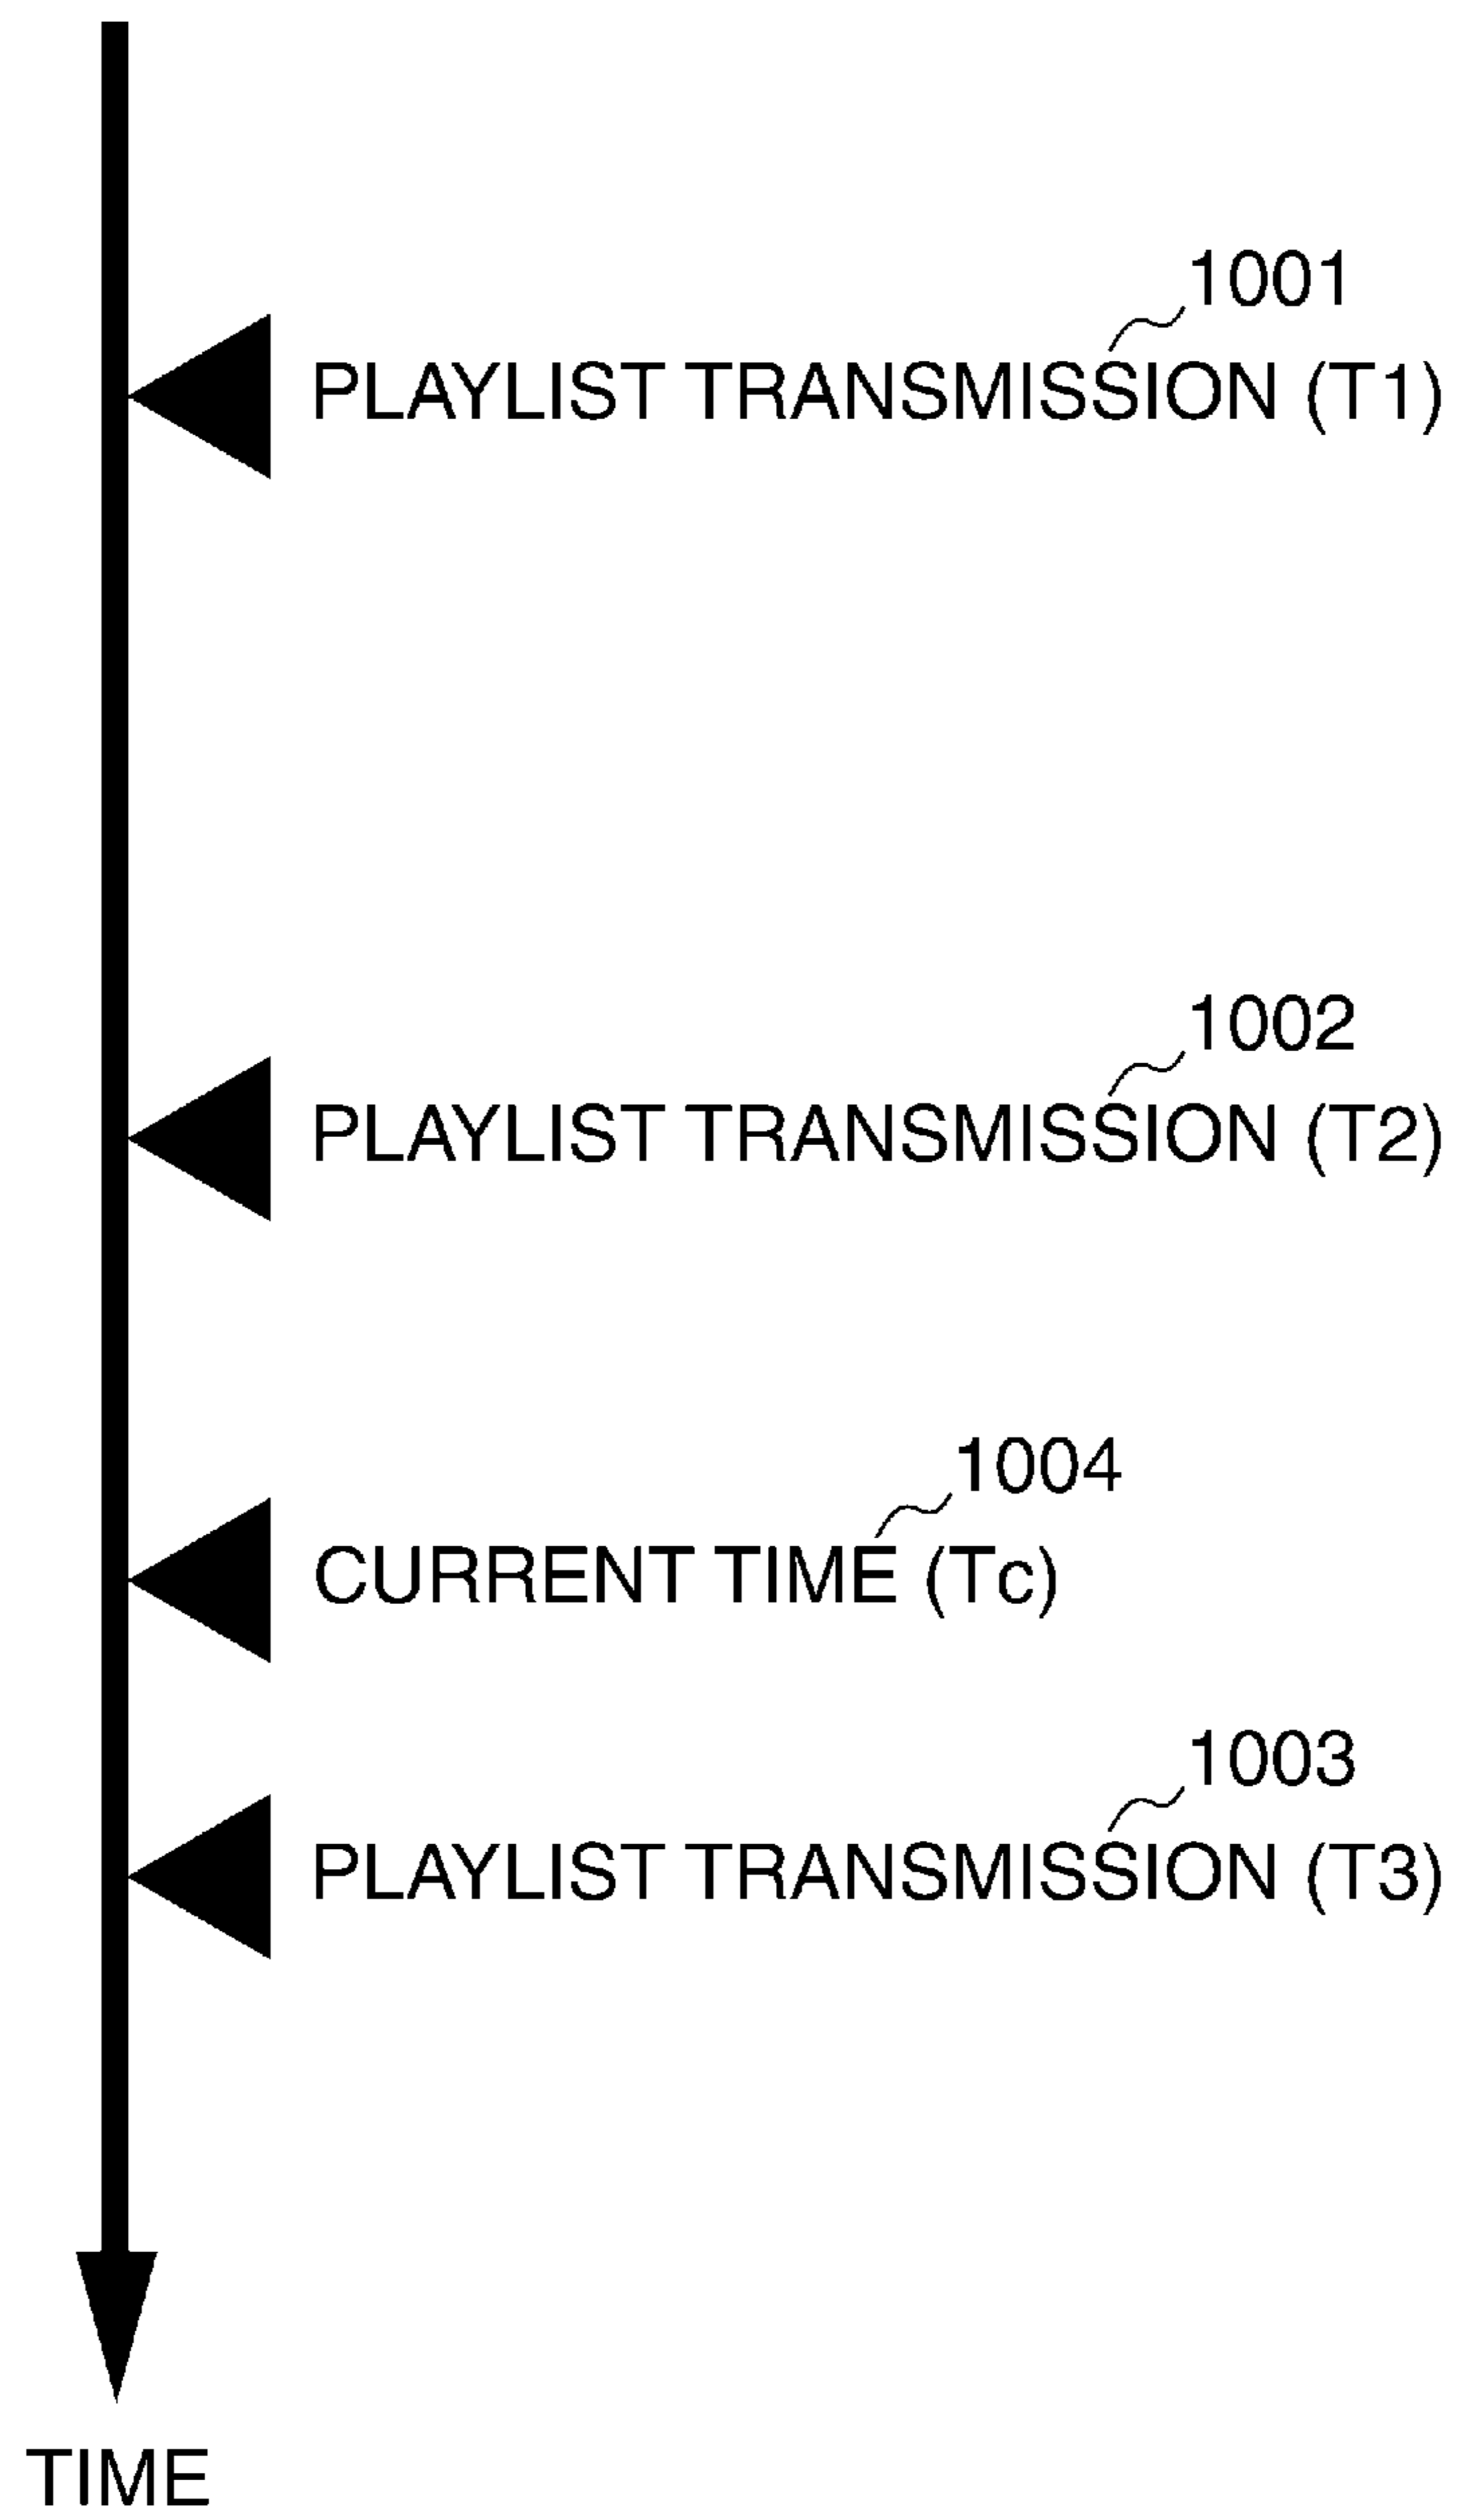 1001
PLAYLIST TRANSMISSION (T1)
1002
PLAYLIST TRANSMISSION (T2)
1004
CURRENT TIME (Tc)
1003
PLAYLIST TRANSMISSION (T3)
TIME